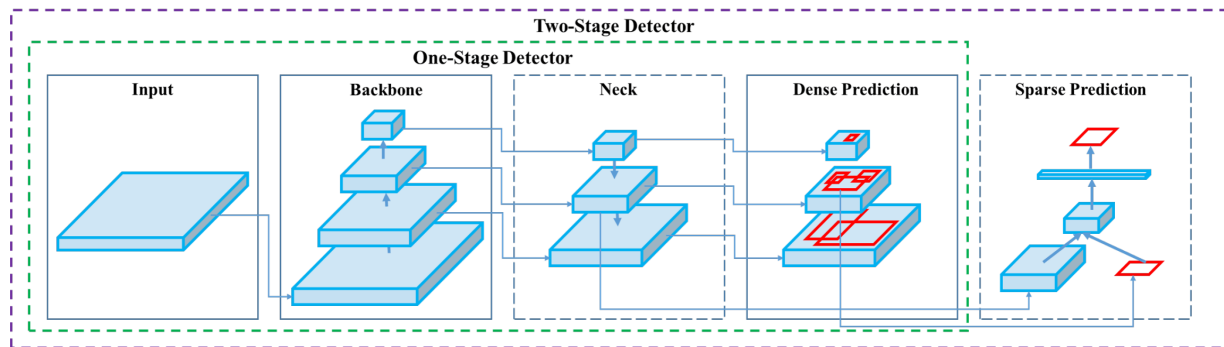 Two-Stage Detector
One-Stage Detector
Input
Backbone
Neck
Dense Prediction
Sparse Prediction